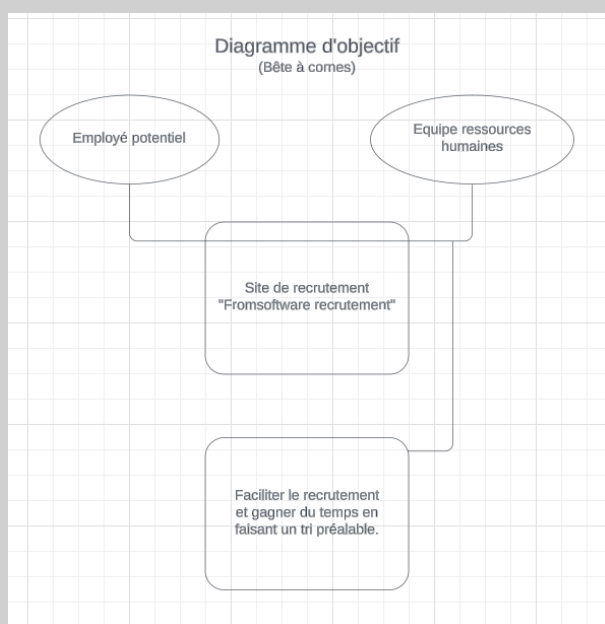 Diagramme d'objectif
(Bête à cornes)
Employé potentiel
Equipe ressources
humaines
Site de recrutement
"Fromsoftware recrutement"
Faciliter le recrutement
et gagner du temps en
faisant un tri préalable.